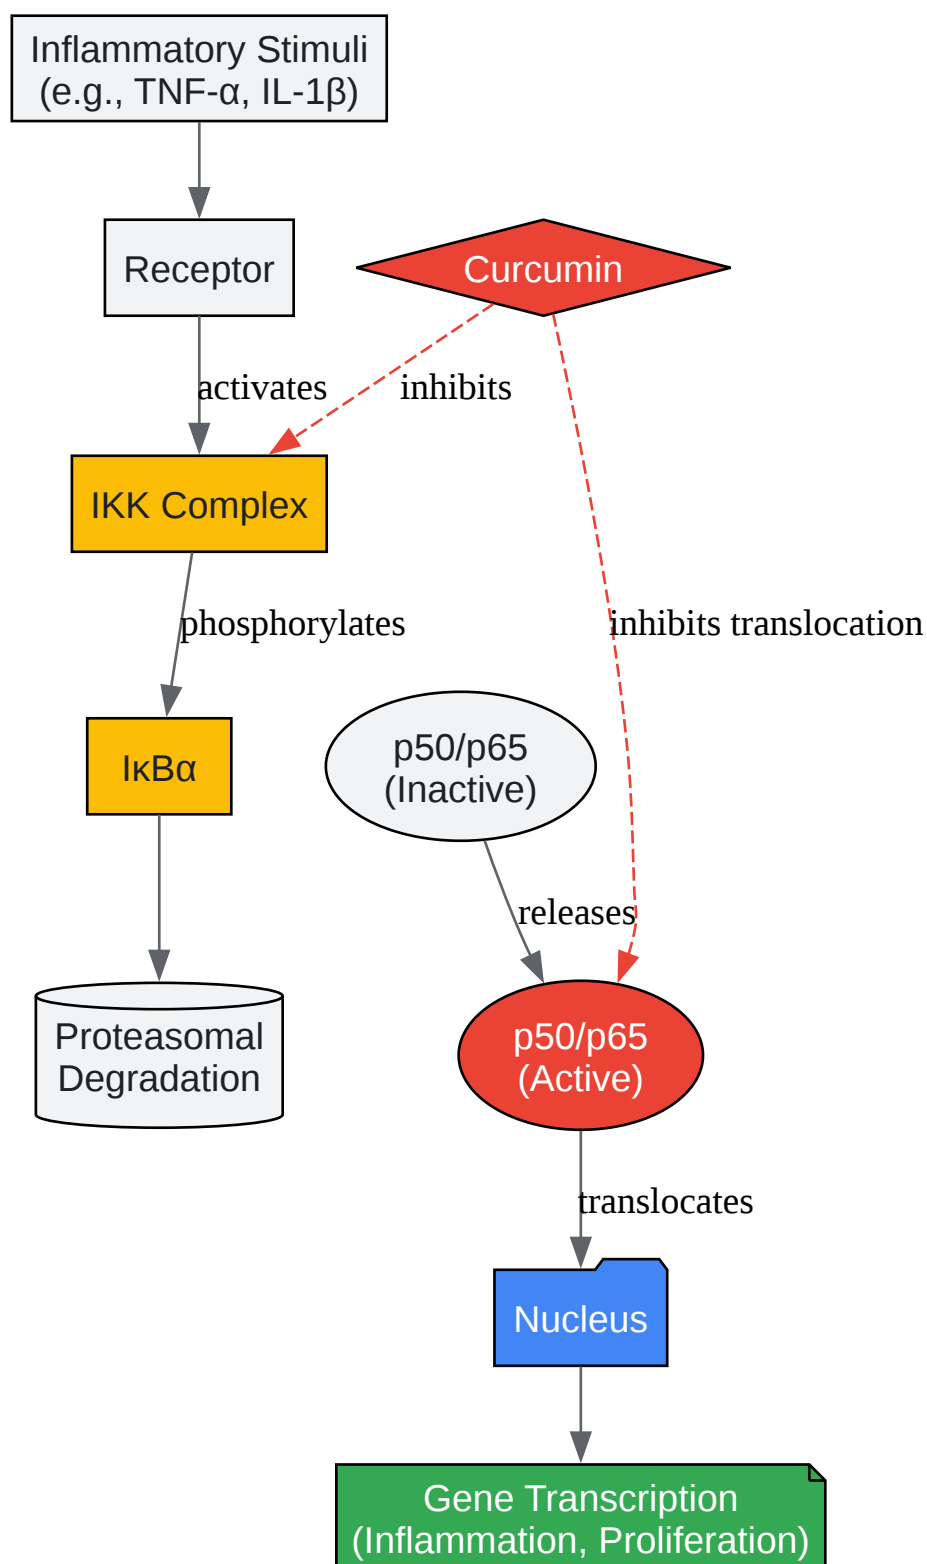 Inflammatory Stimuli
(e.g., TNF-α, IL-1β)
Receptor
Curcumin
activates
inhibits
IKK Complex
phosphorylates
inhibits translocation
IκBα
p50/p65
(Inactive)
releases
Proteasomal
Degradation
p50/p65
(Active)
translocates
Nucleus
Gene Transcription
(Inflammation, Proliferation)